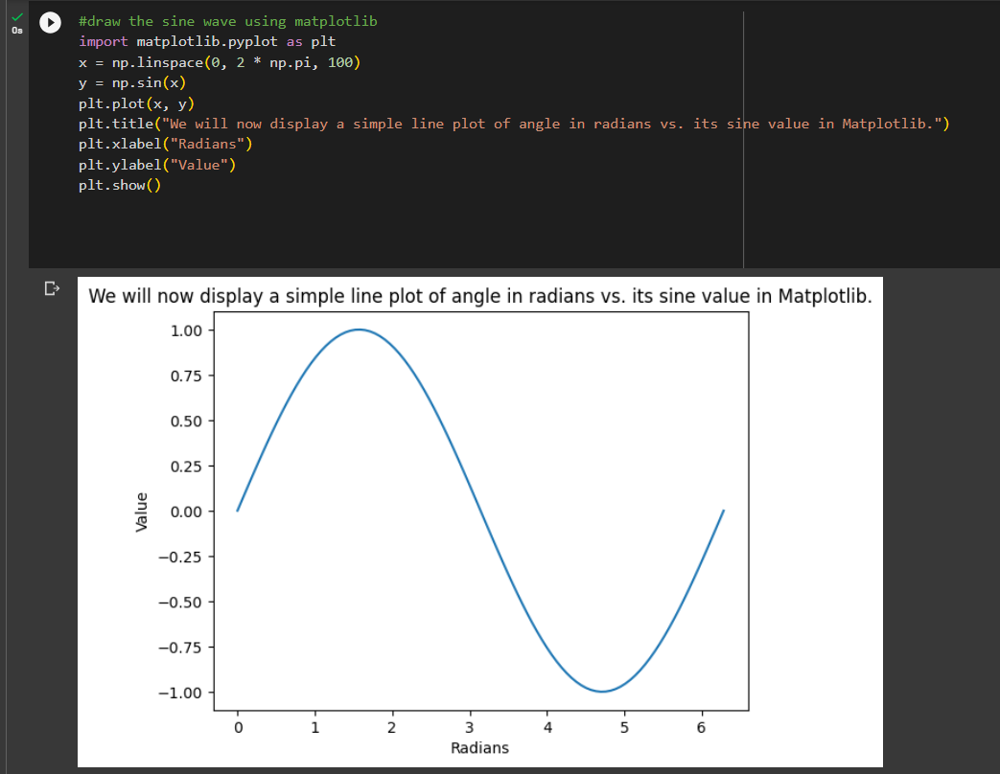 #draw the sine wave using matplotlib
0s
import matplotlib.pyplot as plt
x = np.linspace(0, 2 * np.pi, 100)
y = np.sin(x)
plt.plot(x, y)
plt.title("We will now display a simple line plot of angle in radians vs. its sine value in Matplotlib.")
plt.xlabel("Radians")
plt.ylabel("Value")
plt.show()
We will now display a simple line plot of angle in radians vs. its sine value in Matplotlib.
1.00
0.75
0.50
0.25
0.00
−0.25
−0.50
−0.75
−1.00
Value
0 1 2 3 4 5 6
Radians